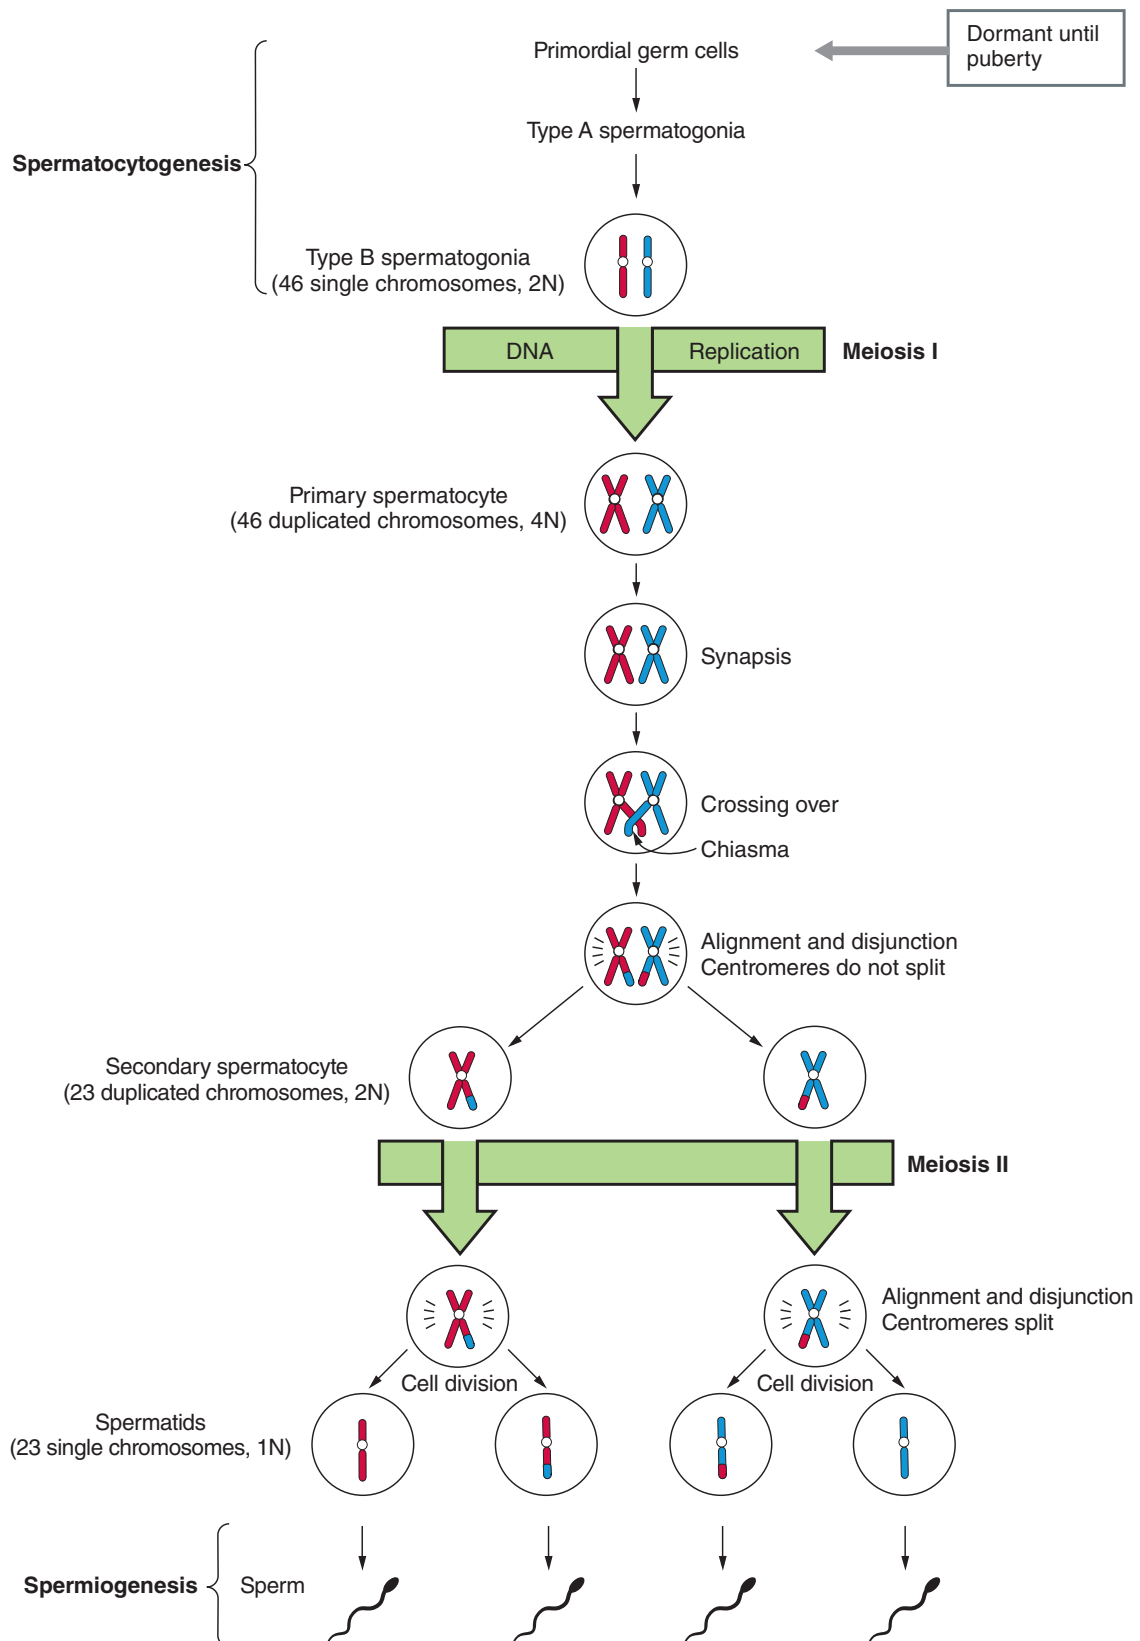 Primordial germ cells
Dormant until
puberty
Type A spermatogonia
Spermatocytogenesis
Type B spermatogonia
(46 single chromosomes, 2N)
DNA
Replication
Meiosis I
Primary spermatocyte
(46 duplicated chromosomes, 4N)
Synapsis
Crossing over
Chiasma
Alignment and disjunction
Centromeres do not split
Secondary spermatocyte
(23 duplicated chromosomes, 2N)
Meiosis II
Alignment and disjunction
Centromeres split
Cell division
Cell division
Spermatids
(23 single chromosomes, 1N)
Spermiogenesis
Sperm